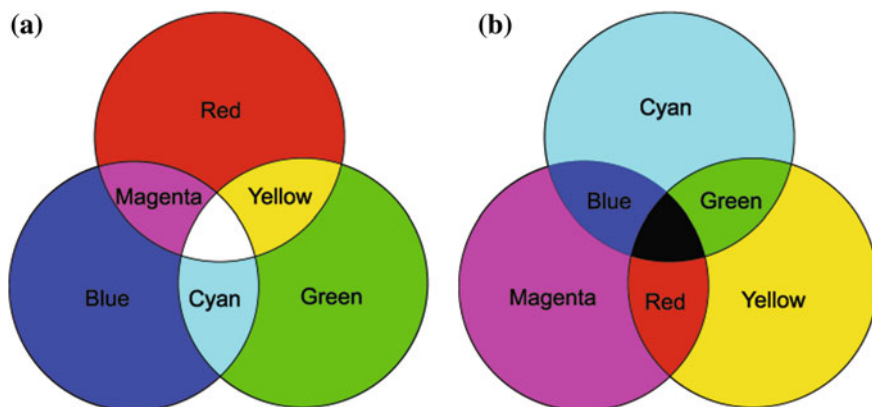 (a)
Red
Magenta
Yellow
Blue
Cyan
Green
(b)
Cyan
Blue
Green
Magenta
Red
Yellow